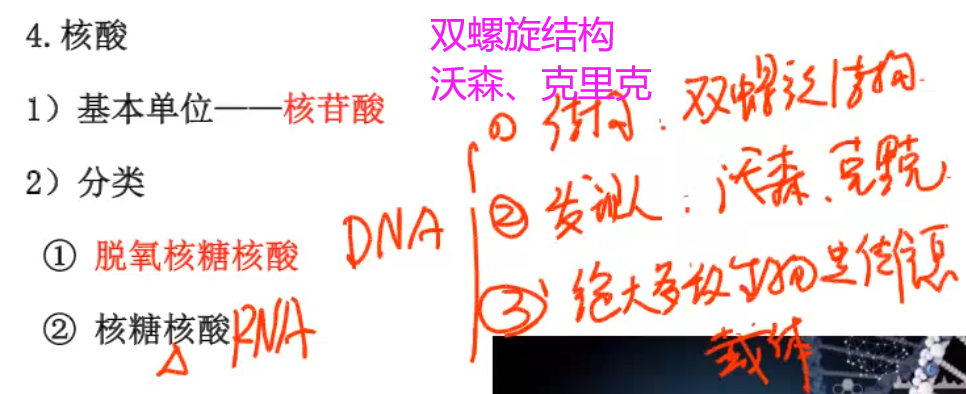 4.核酸
双螺旋结构
沃森、克里克
1）基本单位——核苷酸
① 结构：双螺旋结构
2）分类
DNA
② 发现人：沃森、克里克
① 脱氧核糖核酸
③ 绝大多数生物遗传信息
载体
② 核糖核酸 RNA